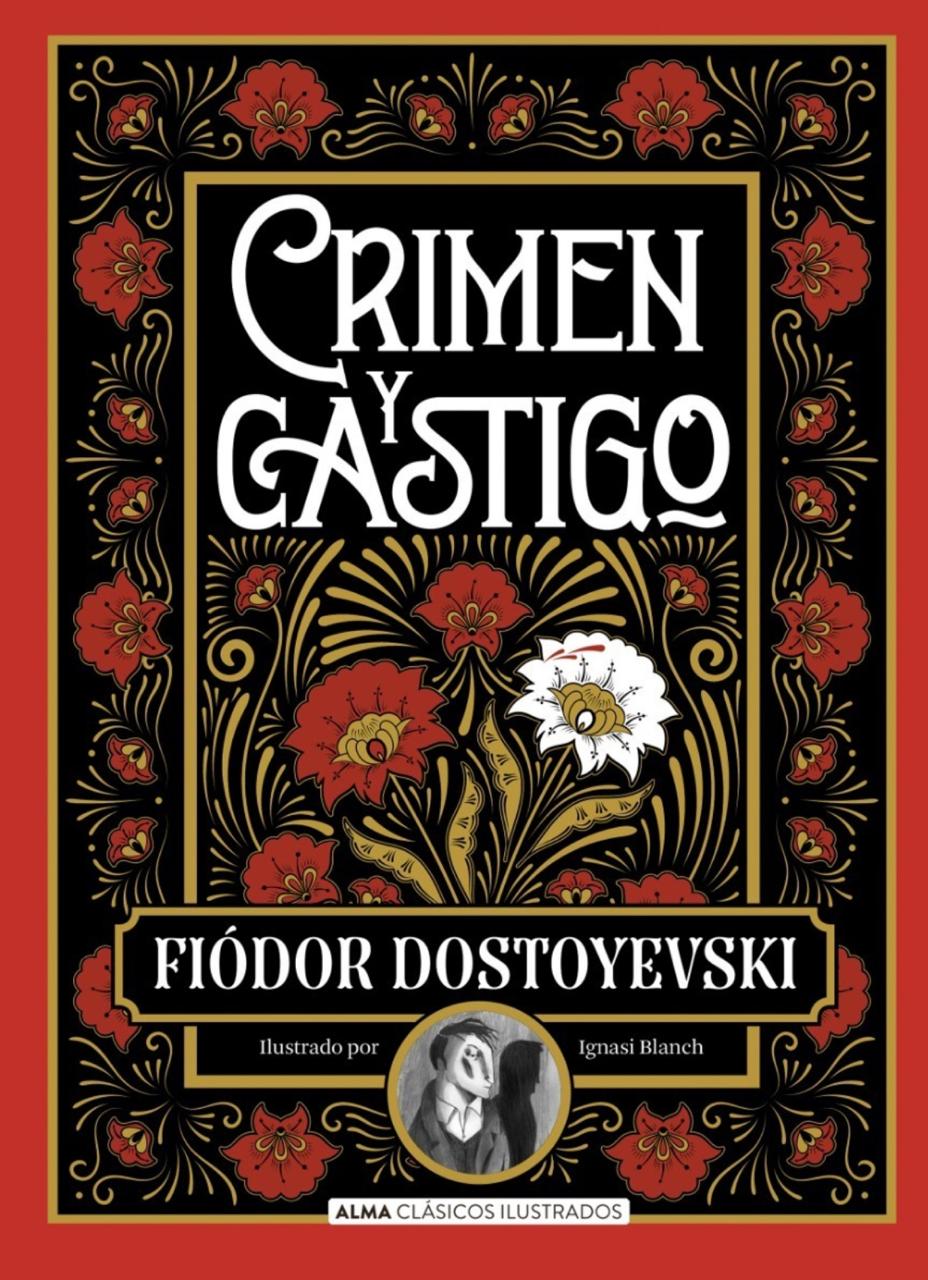 CRIMEN
Y
CASTIGO
FIÓDOR DOSTOYEVSKI
Ilustrado por Ignasi Blanch
ALMA CLÁSICOS ILUSTRADOS